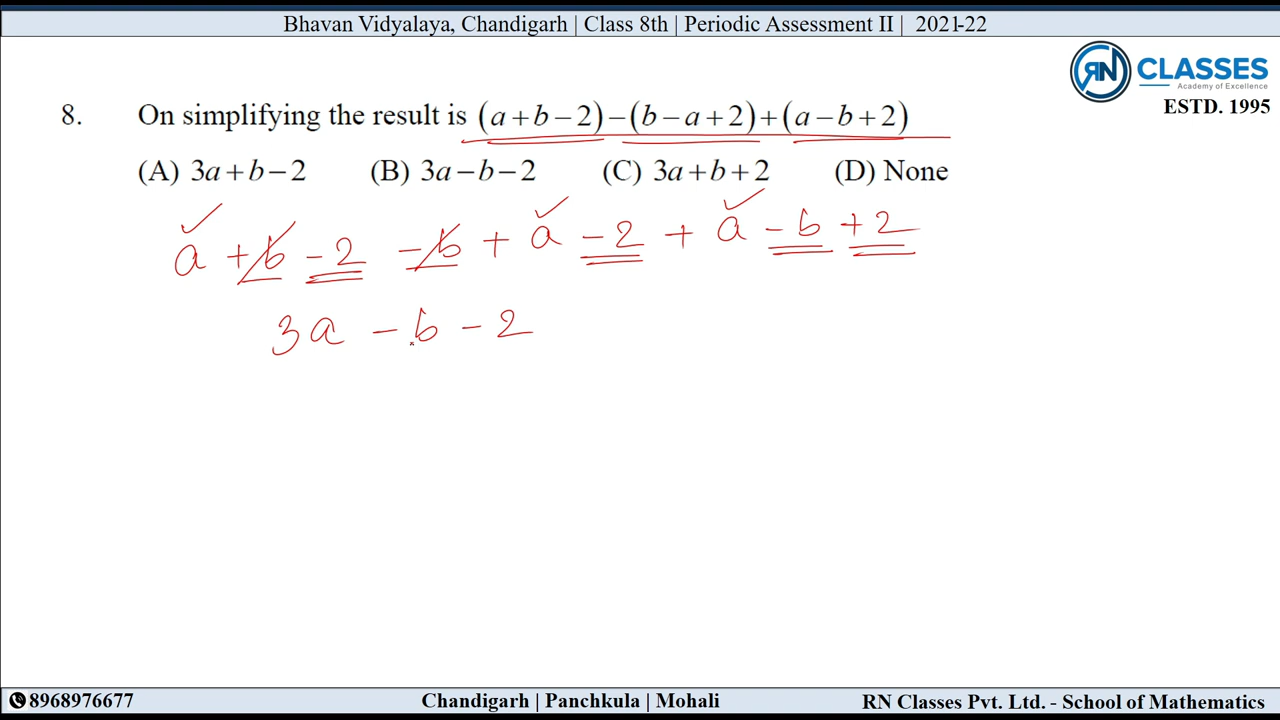 Bhavan Vidyalaya, Chandigarh | Class 8th | Periodic Assessment II | 2021-22
RN CLASSES
Academy of Excellence
ESTD. 1995
8. On simplifying the result is (a+b−2)−(b−a+2)+(a−b+2)
(A) 3a+b−2 (B) 3a−b−2 (C) 3a+b+2 (D) None
a +b −2 −b + a −2 + a −b +2
3a − b − 2
8968976677 Chandigarh | Panchkula | Mohali RN Classes Pvt. Ltd. - School of Mathematics